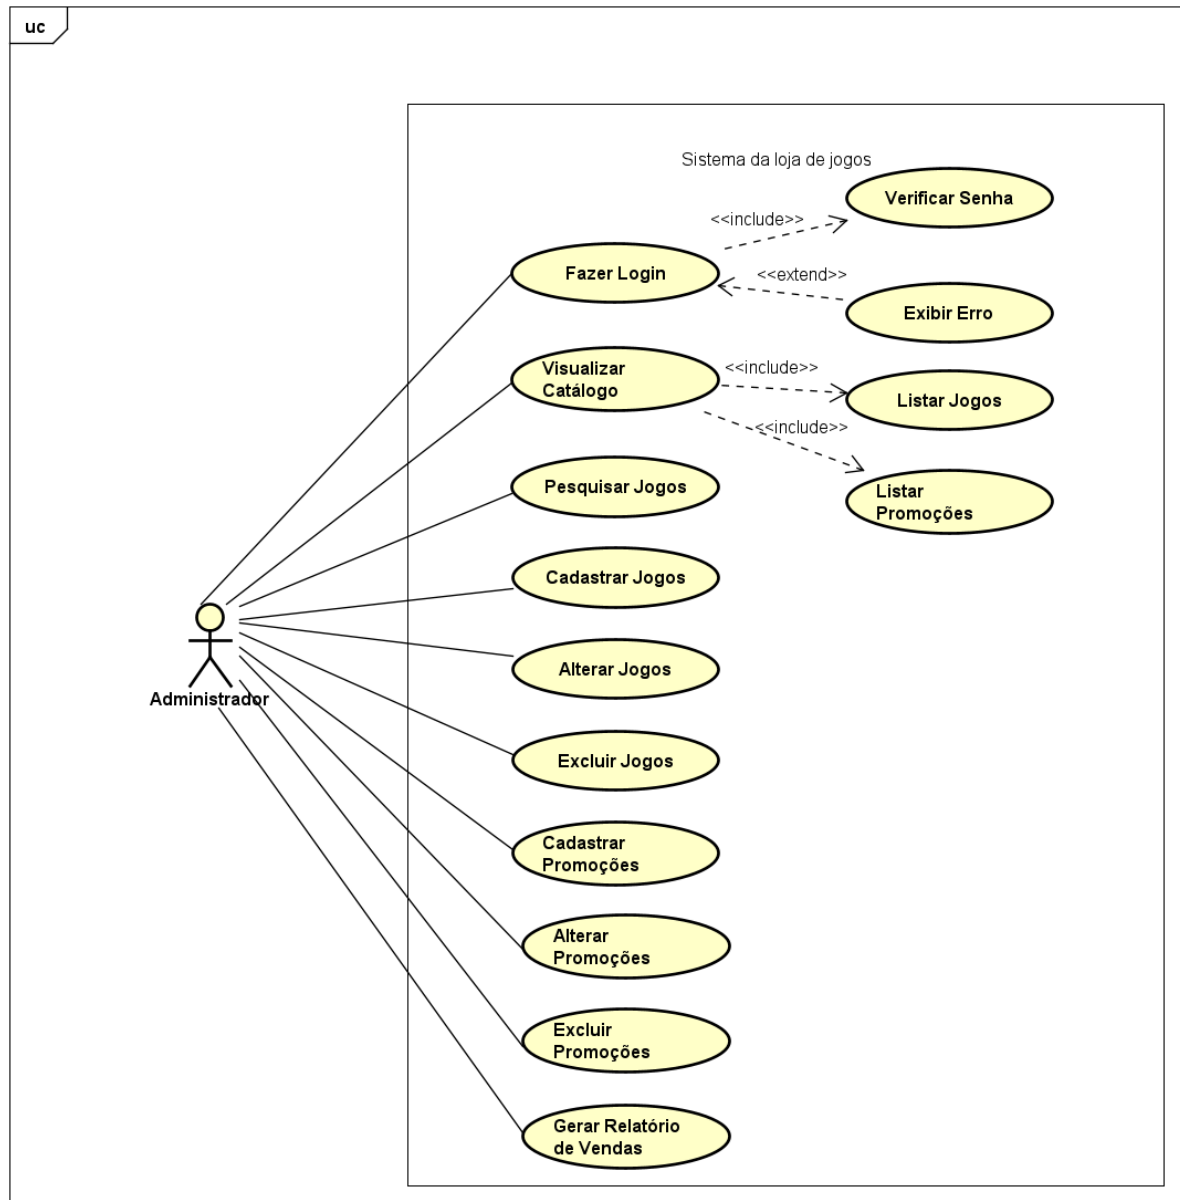 uc
Sistema da loja de jogos
Verificar Senha
<<include>>
Fazer Login
<<extend>>
Exibir Erro
Visualizar
Catálogo
<<include>>
Listar Jogos
<<include>>
Listar
Promoções
Pesquisar Jogos
Cadastrar Jogos
Alterar Jogos
Administrador
Excluir Jogos
Cadastrar
Promoções
Alterar
Promoções
Excluir
Promoções
Gerar Relatório
de Vendas